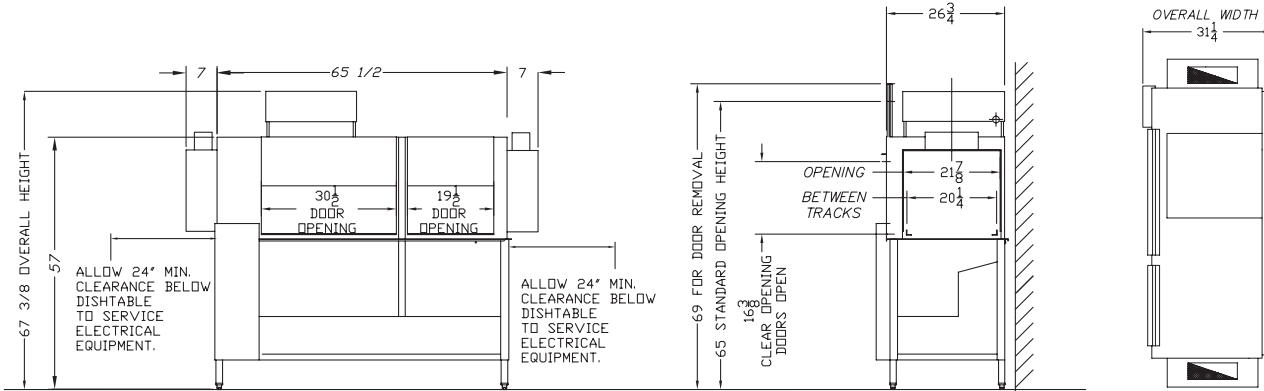 7
65 1/2
7
67 3/8 OVERALL HEIGHT
57
30 1/2
DOOR
OPENING
19 1/2
DOOR
OPENING
ALLOW 24" MIN.
CLEARANCE BELOW
DISHTABLE
TO SERVICE
ELECTRICAL
EQUIPMENT.
ALLOW 24" MIN.
CLEARANCE BELOW
DISHTABLE
TO SERVICE
ELECTRICAL
EQUIPMENT.
26 3/4
69 FOR DOOR REMOVAL
65 STANDARD OPENING HEIGHT
16 3/8
CLEAR OPENING
DOORS OPEN
OPENING
21 7/8
BETWEEN
TRACKS
20 1/4
OVERALL WIDTH
31 1/4